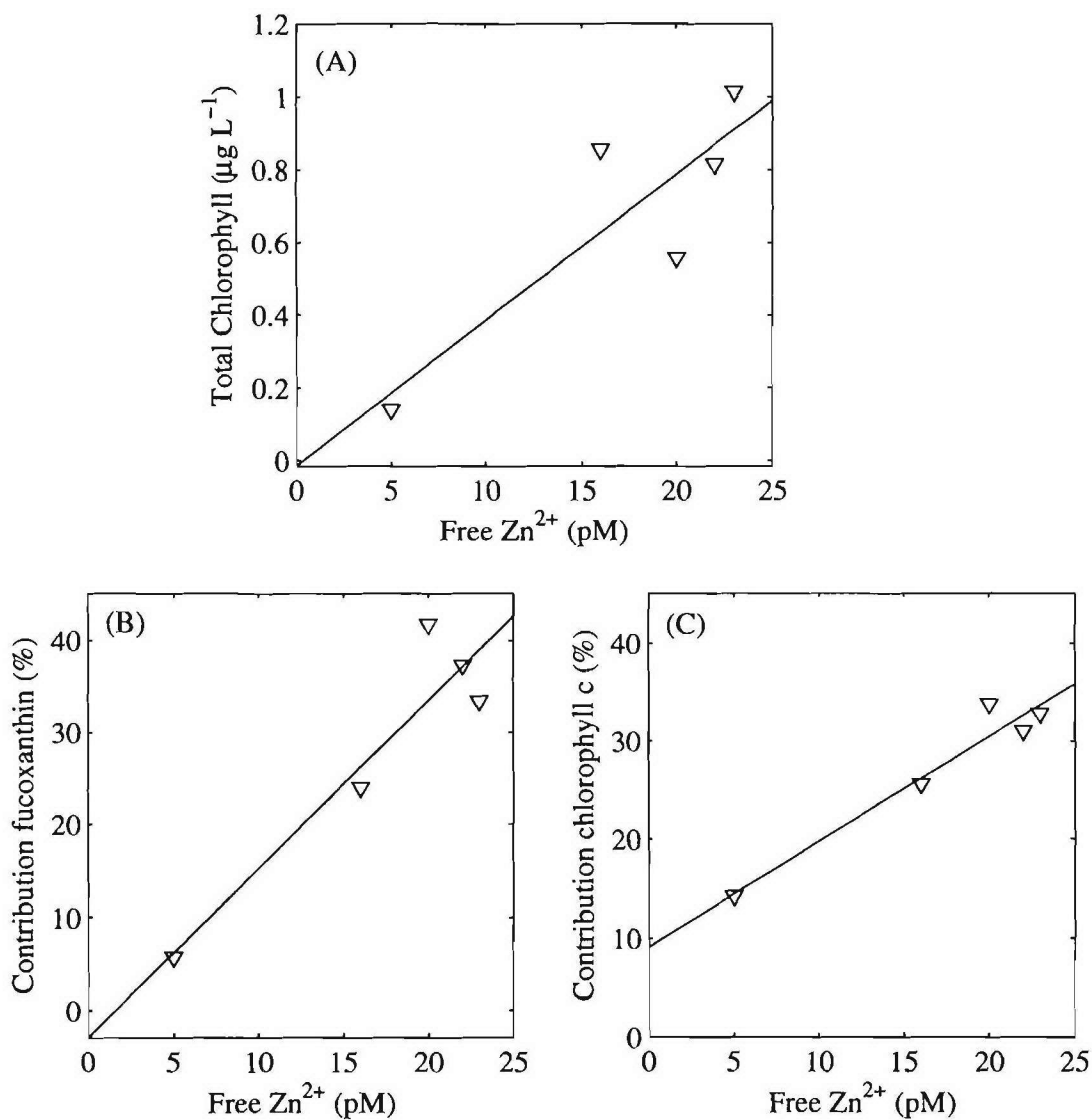 (A)
Total Chlorophyll (µg L⁻¹)
1.2
1
0.8
0.6
0.4
0.2
0
0 5 10 15 20 25
Free Zn²⁺ (pM)
(B)
Contribution fucoxanthin (%)
40
30
20
10
0
0 5 10 15 20 25
Free Zn²⁺ (pM)
(C)
Contribution chlorophyll c (%)
40
30
20
10
0
0 5 10 15 20 25
Free Zn²⁺ (pM)